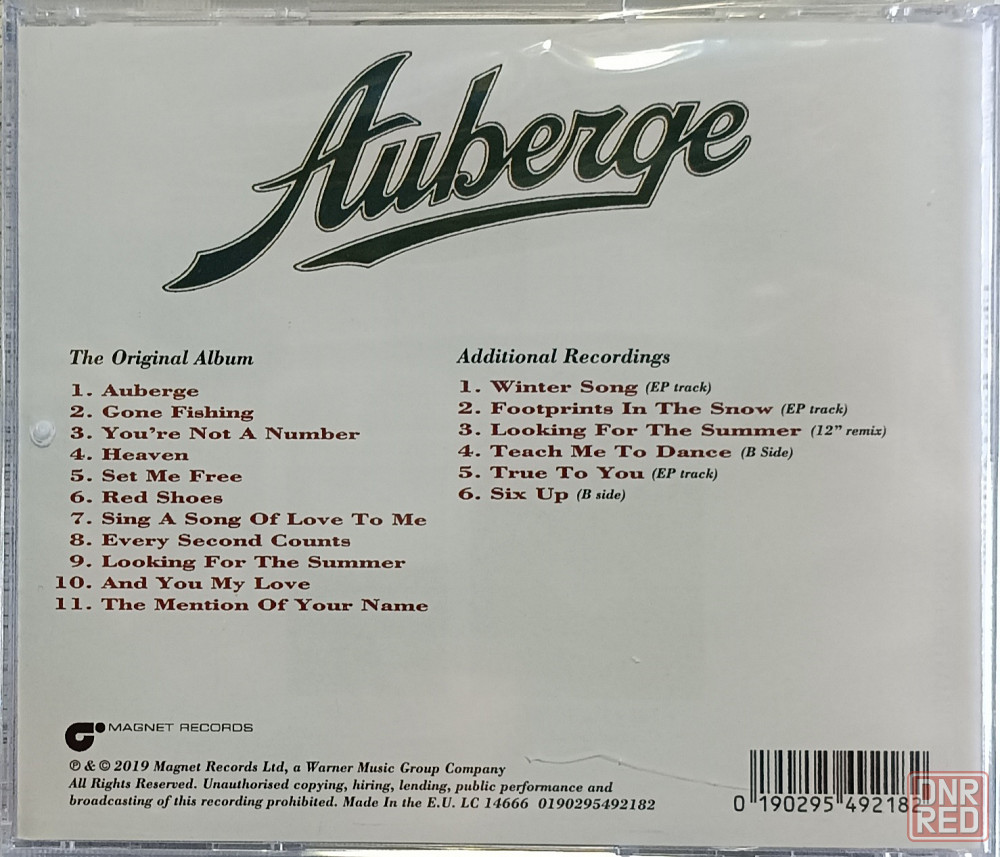 Auberge
The Original Album
1. Auberge
2. Gone Fishing
3. You're Not A Number
4. Heaven
5. Set Me Free
6. Red Shoes
7. Sing A Song Of Love To Me
8. Every Second Counts
9. Looking For The Summer
10. And You My Love
11. The Mention Of Your Name
Additional Recordings
1. Winter Song (EP track)
2. Footprints In The Snow (EP track)
3. Looking For The Summer (12” remix)
4. Teach Me To Dance (B Side)
5. True To You (EP track)
6. Six Up (B side)
MAGNET RECORDS
℗ & © 2019 Magnet Records Ltd, a Warner Music Group Company
All Rights Reserved. Unauthorised copying, hiring, lending, public performance and
broadcasting of this recording prohibited. Made In the E.U. LC 14666 0190295492182
0 190295 492182
DNR
RED